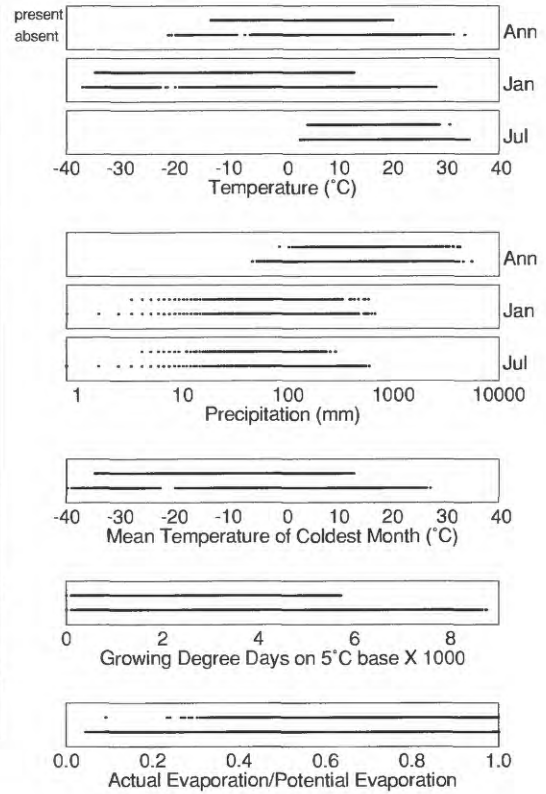 present
absent
Ann
Jan
Jul
-40 -30 -20 -10 0 10 20 30 40
Temperature (˚C)
Ann
Jan
Jul
1 10 100 1000 10000
Precipitation (mm)
-40 -30 -20 -10 0 10 20 30 40
Mean Temperature of Coldest Month (˚C)
0 2 4 6 8
Growing Degree Days on 5˚C base X 1000
0.0 0.2 0.4 0.6 0.8 1.0
Actual Evaporation/Potential Evaporation